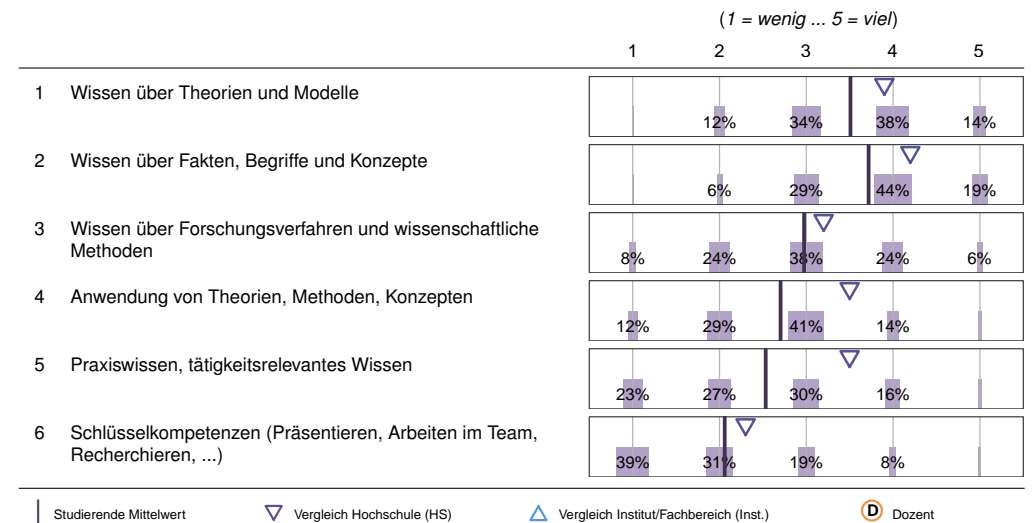 (1 = wenig ... 5 = viel)
1 2 3 4 5
1 Wissen über Theorien und Modelle
12% 34% 38% 14%
2 Wissen über Fakten, Begriffe und Konzepte
6% 29% 44% 19%
3 Wissen über Forschungsverfahren und wissenschaftliche
Methoden
8% 24% 38% 24% 6%
4 Anwendung von Theorien, Methoden, Konzepten
12% 29% 41% 14%
5 Praxiswissen, tätigkeitsrelevantes Wissen
23% 27% 30% 16%
6 Schlüsselkompetenzen (Präsentieren, Arbeiten im Team,
Recherchieren, ...)
39% 31% 19% 8%
Studierende Mittelwert Vergleich Hochschule (HS) Vergleich Institut/Fachbereich (Inst.) D Dozent